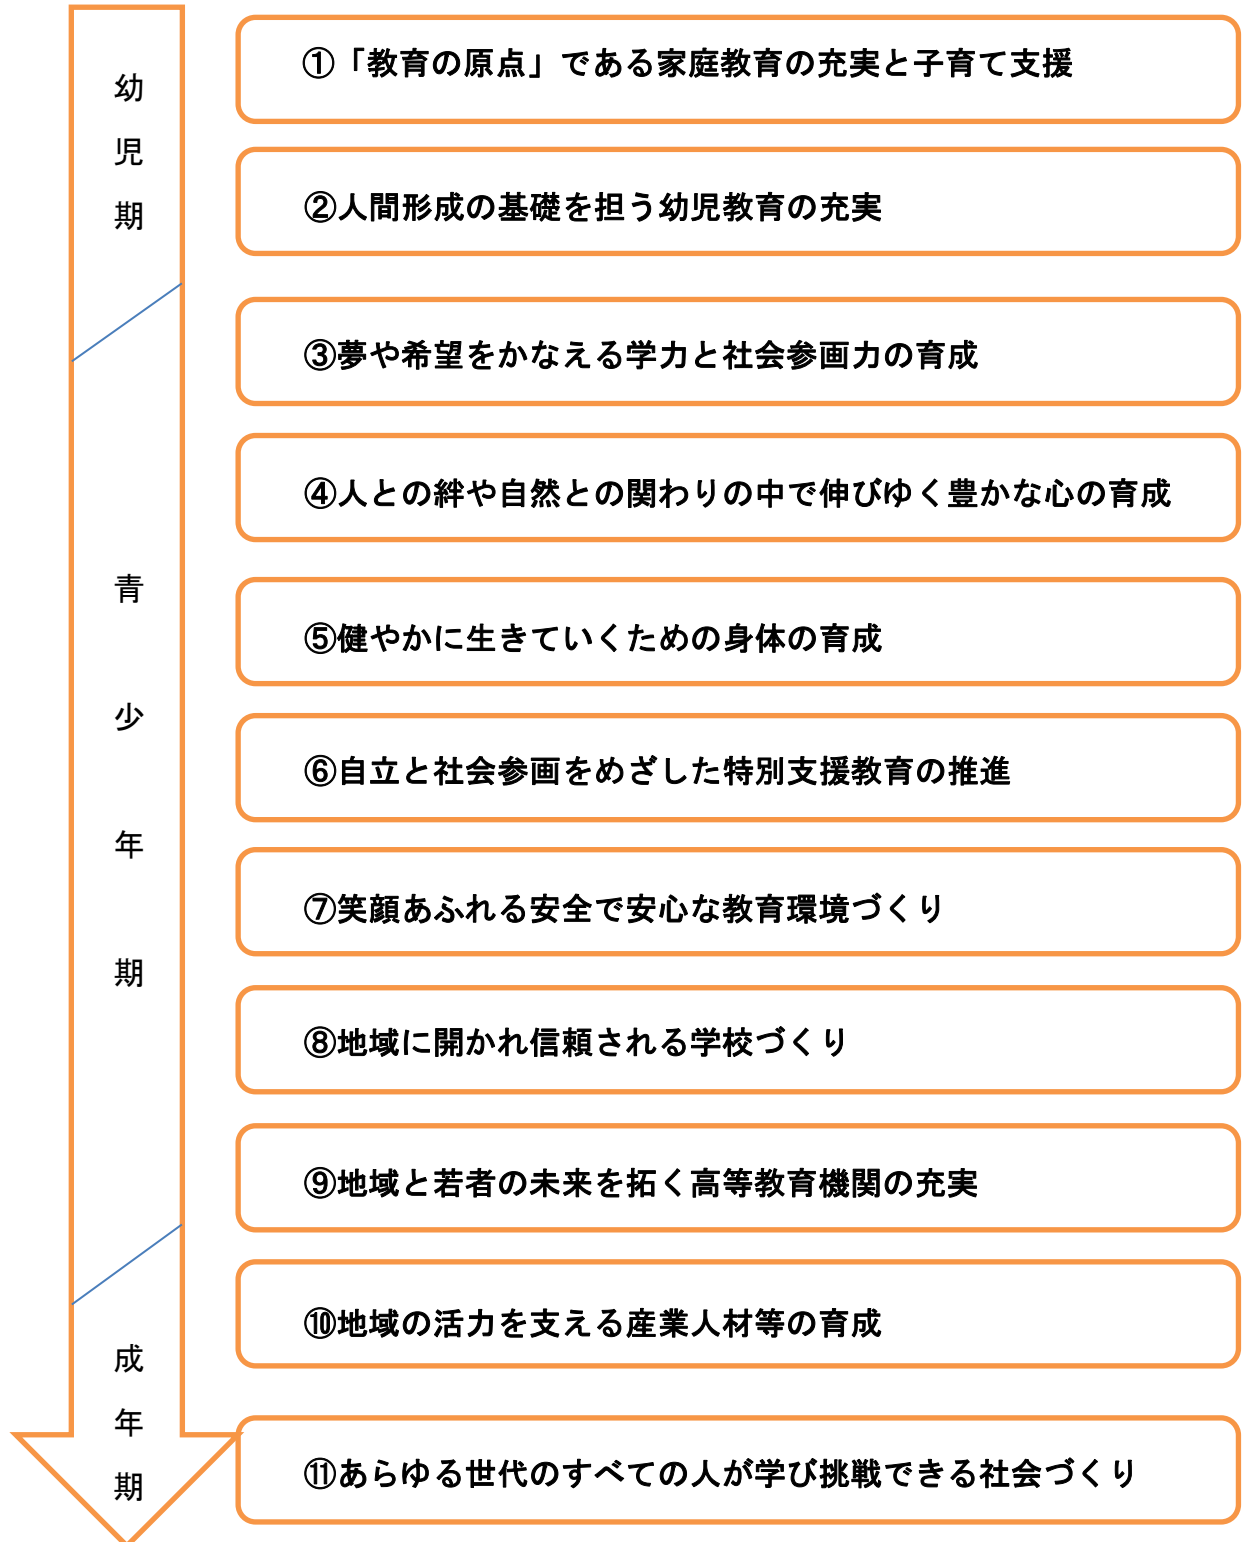 幼児期
青少年期
成年期
①「教育の原点」である家庭教育の充実と子育て支援
②人間形成の基礎を担う幼児教育の充実
③夢や希望をかなえる学力と社会参画力の育成
④人との絆や自然との関わりの中で伸びゆく豊かな心の育成
⑤健やかに生きていくための身体の育成
⑥自立と社会参画をめざした特別支援教育の推進
⑦笑顔あふれる安全で安心な教育環境づくり
⑧地域に開かれ信頼される学校づくり
⑨地域と若者の未来を拓く高等教育機関の充実
⑩地域の活力を支える産業人材等の育成
⑪あらゆる世代のすべての人が学び挑戦できる社会づくり